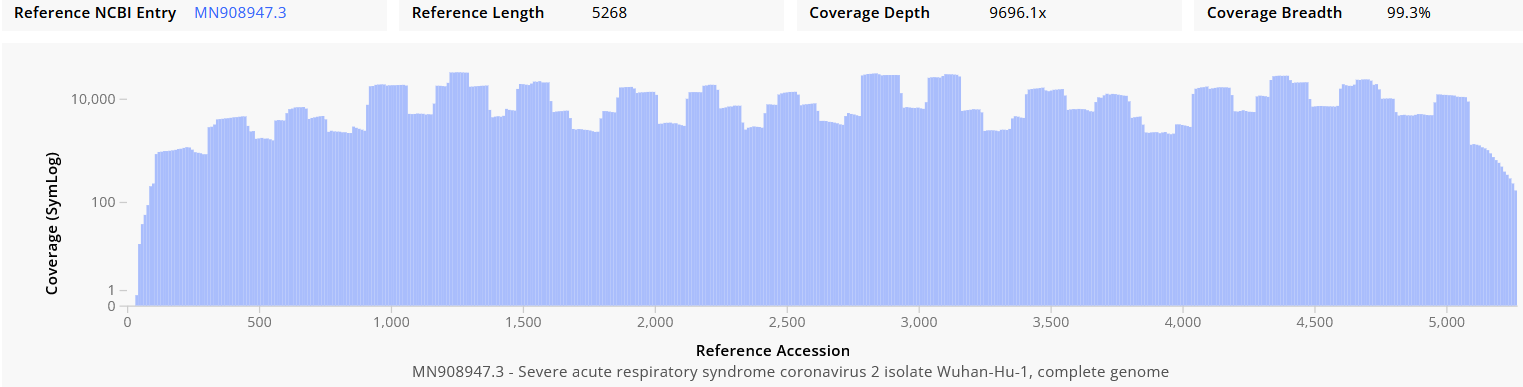 Reference NCBI Entry MN908947.3 Reference Length 5268 Coverage Depth 9696.1x Coverage Breadth 99.3%
10,000
100
1
0
Coverage (SymLog)
0 500 1,000 1,500 2,000 2,500 3,000 3,500 4,000 4,500 5,000
Reference Accession
MN908947.3 - Severe acute respiratory syndrome coronavirus 2 isolate Wuhan-Hu-1, complete genome